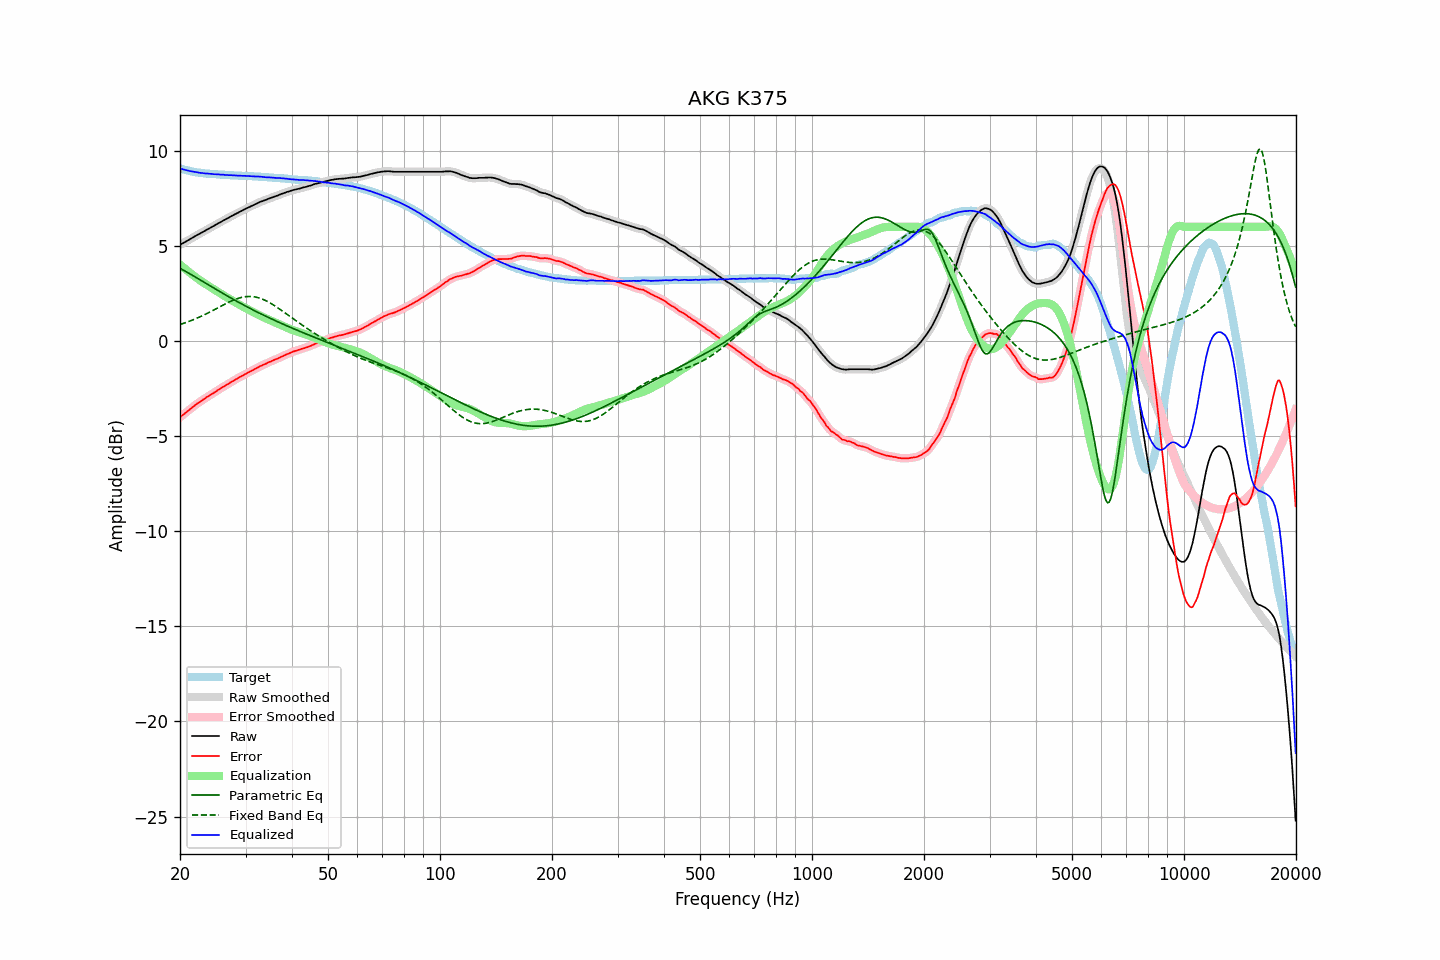 AKG K375
Amplitude (dBr)
10
5
0
−5
−10
−15
−20
−25
Target
Raw Smoothed
Error Smoothed
Raw
Error
Equalization
Parametric Eq
Fixed Band Eq
Equalized
20 50 100 200 500 1000 2000 5000 10000 20000
Frequency (Hz)